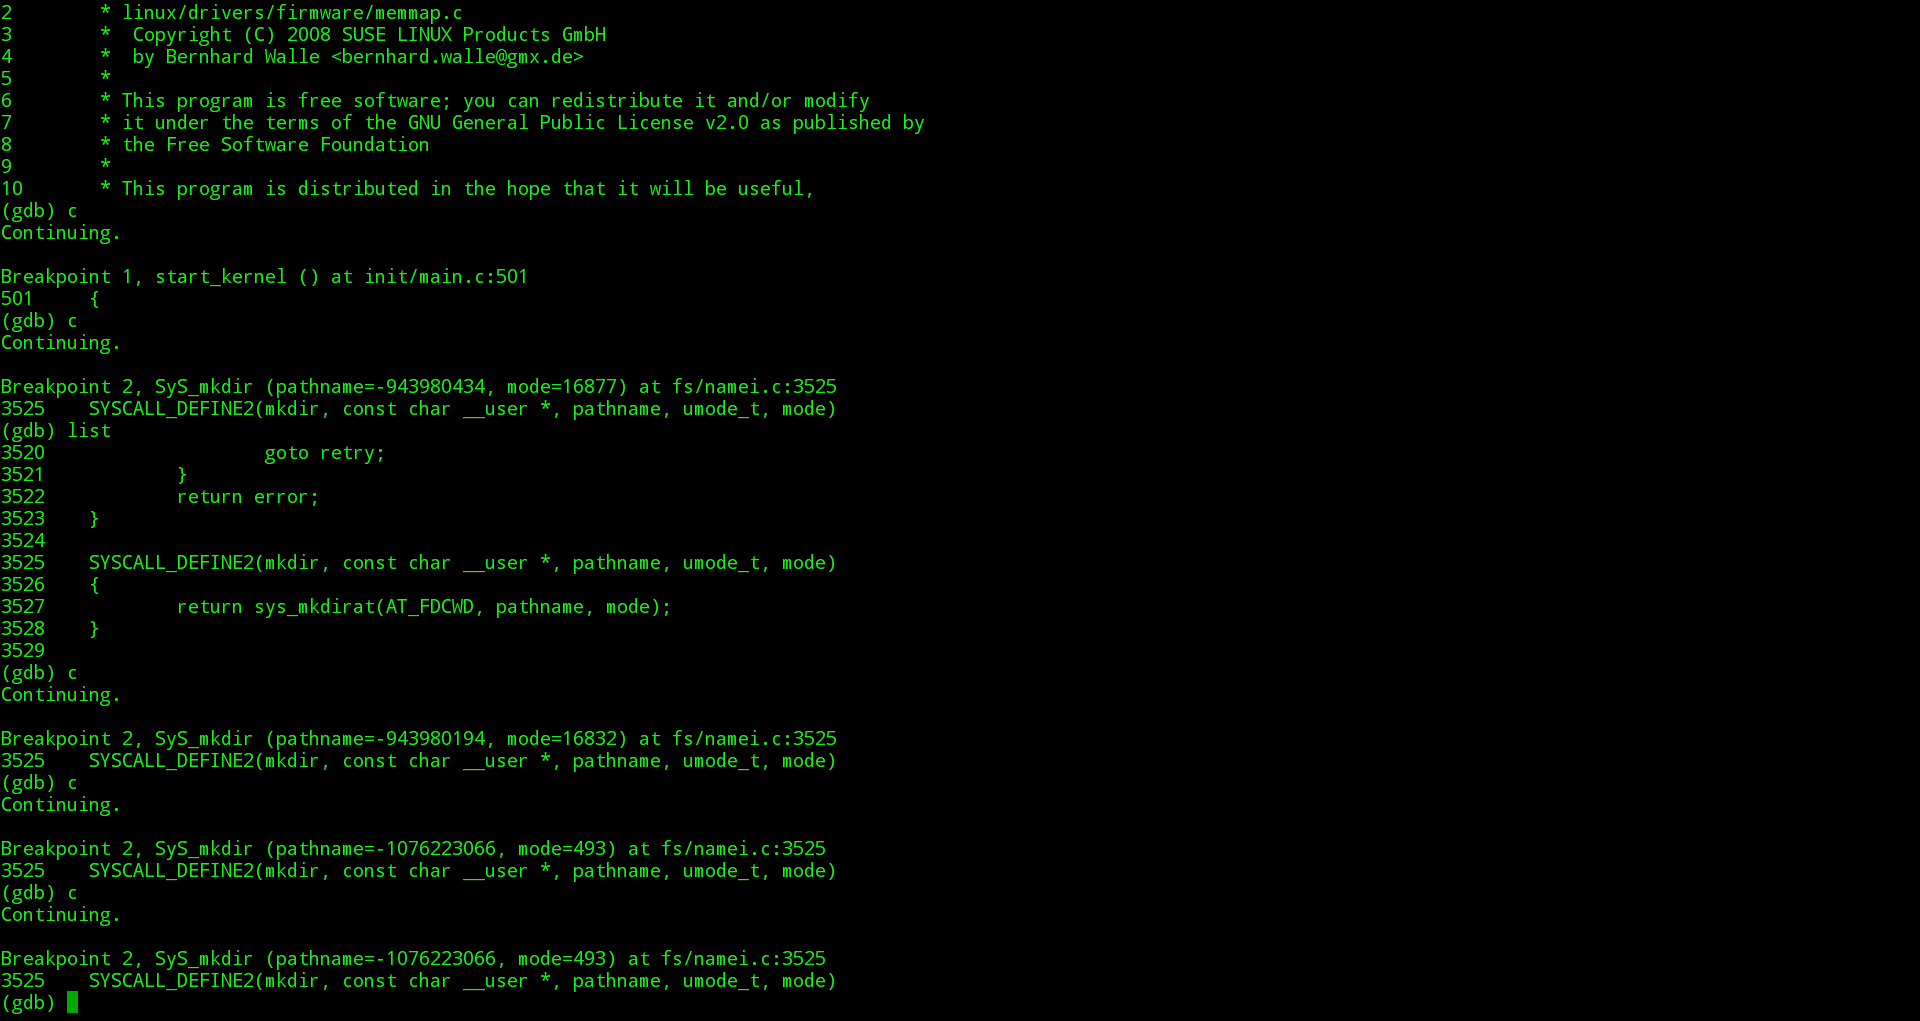 2        * linux/drivers/firmware/memmap.c
3        *  Copyright (C) 2008 SUSE LINUX Products GmbH
4        *  by Bernhard Walle <bernhard.walle@gmx.de>
5        *
6        * This program is free software; you can redistribute it and/or modify
7        * it under the terms of the GNU General Public License v2.0 as published by
8        * the Free Software Foundation
9        *
10       * This program is distributed in the hope that it will be useful,
(gdb) c
Continuing.

Breakpoint 1, start_kernel () at init/main.c:501
501     {
(gdb) c
Continuing.

Breakpoint 2, SyS_mkdir (pathname=-943980434, mode=16877) at fs/namei.c:3525
3525    SYSCALL_DEFINE2(mkdir, const char __user *, pathname, umode_t, mode)
(gdb) list
3520                    goto retry;
3521            }
3522            return error;
3523    }
3524
3525    SYSCALL_DEFINE2(mkdir, const char __user *, pathname, umode_t, mode)
3526    {
3527            return sys_mkdirat(AT_FDCWD, pathname, mode);
3528    }
3529
(gdb) c
Continuing.

Breakpoint 2, SyS_mkdir (pathname=-943980194, mode=16832) at fs/namei.c:3525
3525    SYSCALL_DEFINE2(mkdir, const char __user *, pathname, umode_t, mode)
(gdb) c
Continuing.

Breakpoint 2, SyS_mkdir (pathname=-1076223066, mode=493) at fs/namei.c:3525
3525    SYSCALL_DEFINE2(mkdir, const char __user *, pathname, umode_t, mode)
(gdb) c
Continuing.

Breakpoint 2, SyS_mkdir (pathname=-1076223066, mode=493) at fs/namei.c:3525
3525    SYSCALL_DEFINE2(mkdir, const char __user *, pathname, umode_t, mode)
(gdb)